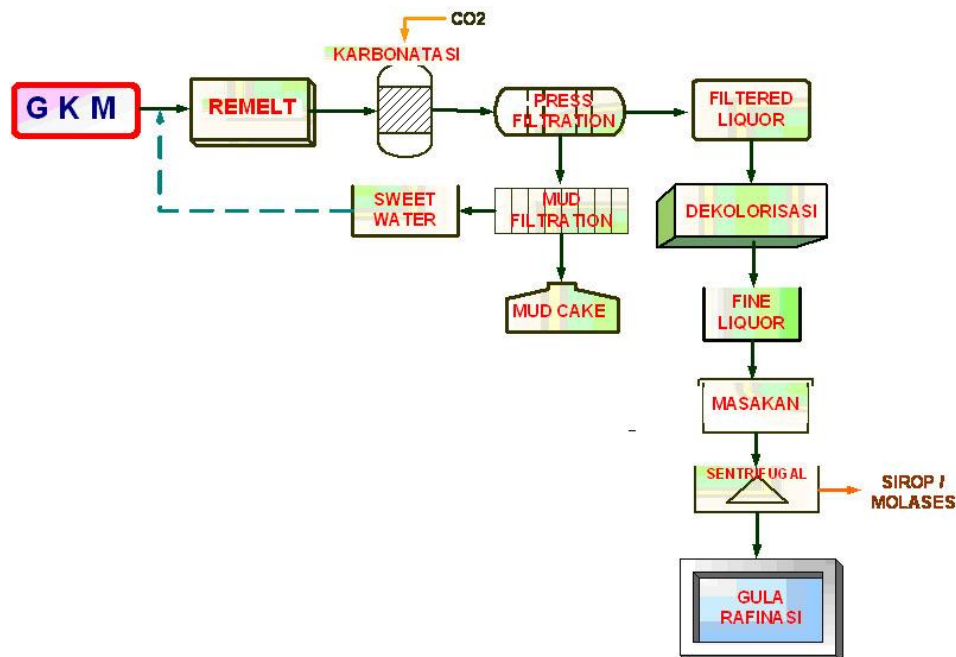 CO2
KARBONATASI
G K M
REMELT
PRESS
FILTRATION
FILTERED
LIQUOR
SWEET
WATER
MUD
FILTRATION
DEKOLORISASI
MUD CAKE
FINE
LIQUOR
MASAKAN
SENTRIFUGAL
SIROP /
MOLASES
GULA
RAFINASI